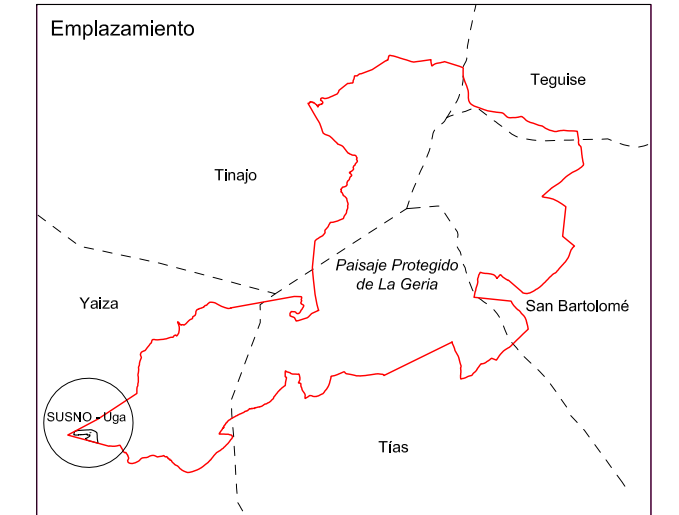 Emplazamiento
Teguise
Tinajo
Paisaje Protegido
de La Geria
Yaiza
San Bartolomé
SUSNO - Uga
Tías